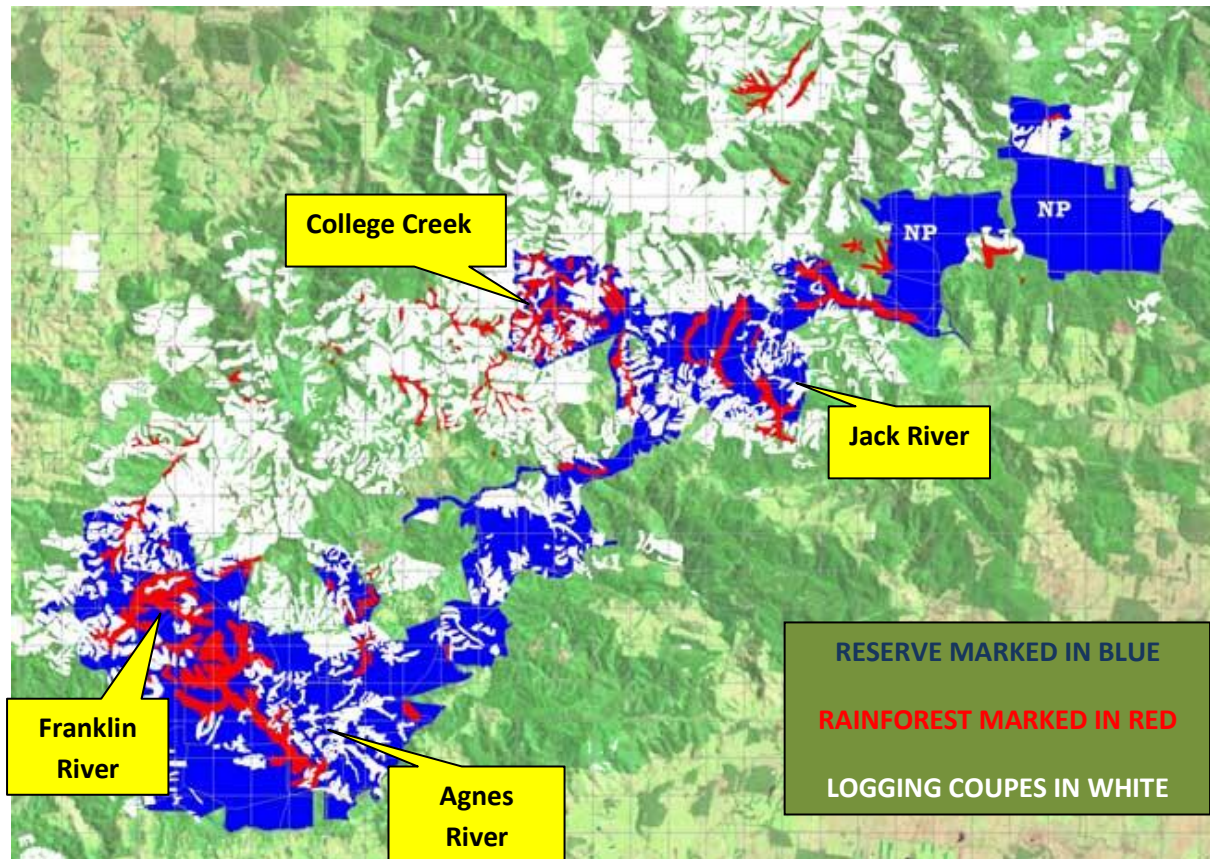 NP
NP
College Creek
Jack River
Franklin
River
Agnes
River
RESERVE MARKED IN BLUE
RAINFOREST MARKED IN RED
LOGGING COUPES IN WHITE